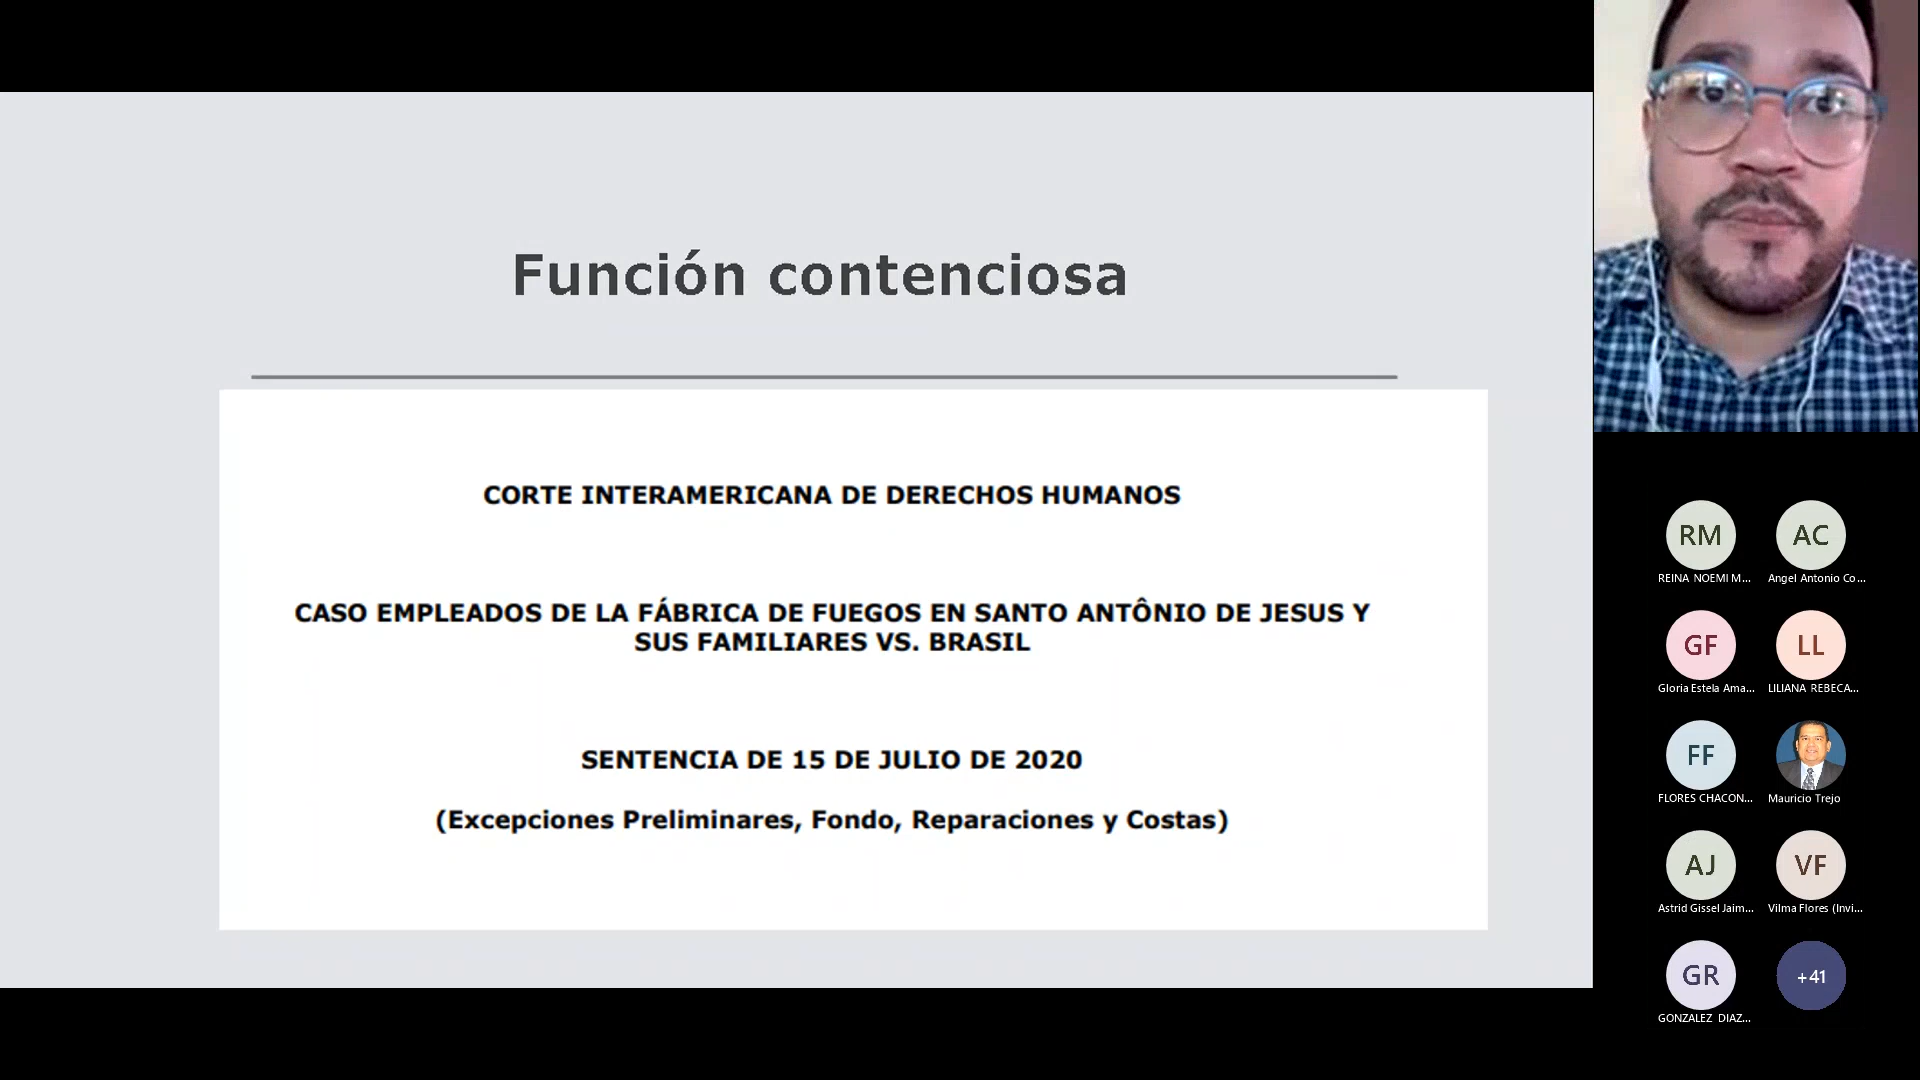 Función contenciosa
CORTE INTERAMERICANA DE DERECHOS HUMANOS
CASO EMPLEADOS DE LA FÁBRICA DE FUEGOS EN SANTO ANTÔNIO DE JESUS Y
SUS FAMILIARES VS. BRASIL
SENTENCIA DE 15 DE JULIO DE 2020
(Excepciones Preliminares, Fondo, Reparaciones y Costas)
RM
AC
REINA NOEMI M...
Angel Antonio Co...
GF
LL
Gloria Estela Ama...
LILIANA REBECA...
FF
FLORES CHACON...
Mauricio Trejo
AJ
VF
Astrid Gissel Jaim...
Vilma Flores (Invi...
GR
+41
GONZALEZ DIAZ...